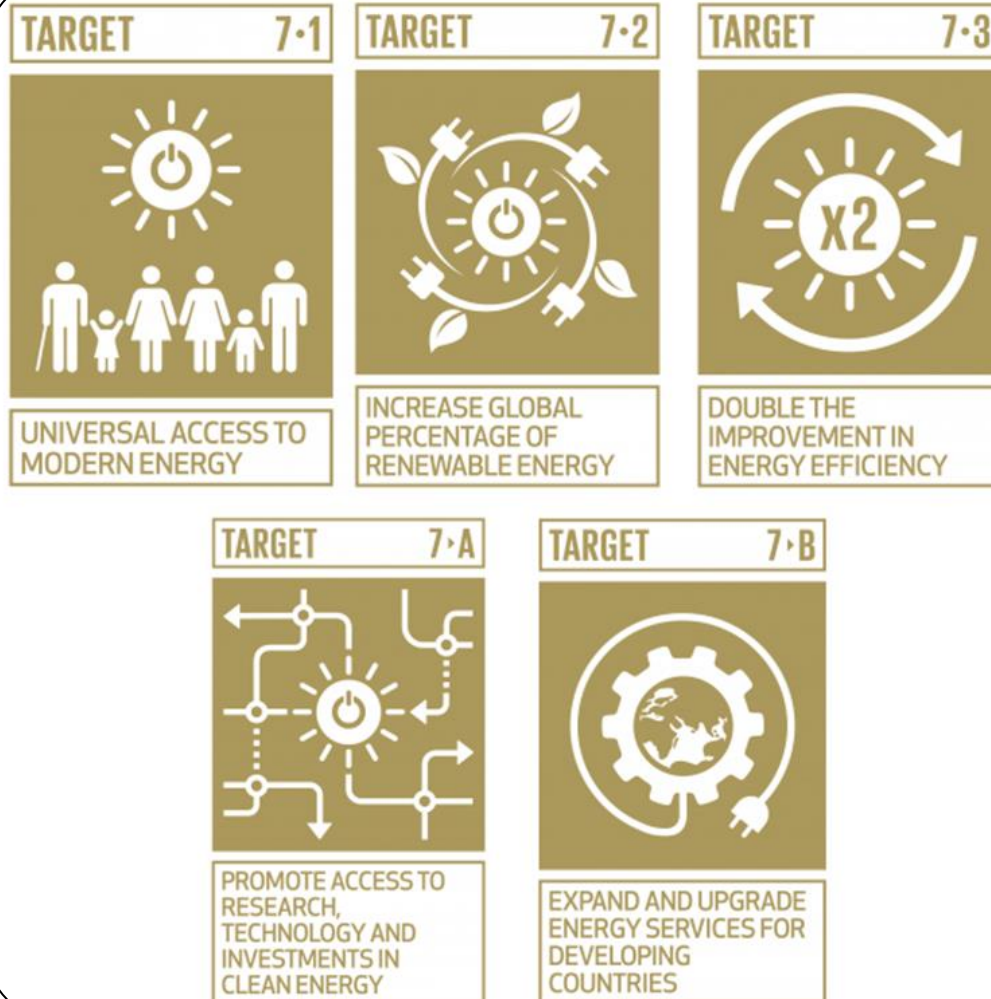 TARGET 7·1
UNIVERSAL ACCESS TO
MODERN ENERGY
TARGET 7·2
INCREASE GLOBAL
PERCENTAGE OF
RENEWABLE ENERGY
TARGET 7·3
x2
DOUBLE THE
IMPROVEMENT IN
ENERGY EFFICIENCY
TARGET 7‣A
PROMOTE ACCESS TO
RESEARCH,
TECHNOLOGY AND
INVESTMENTS IN
CLEAN ENERGY
TARGET 7‣B
EXPAND AND UPGRADE
ENERGY SERVICES FOR
DEVELOPING
COUNTRIES